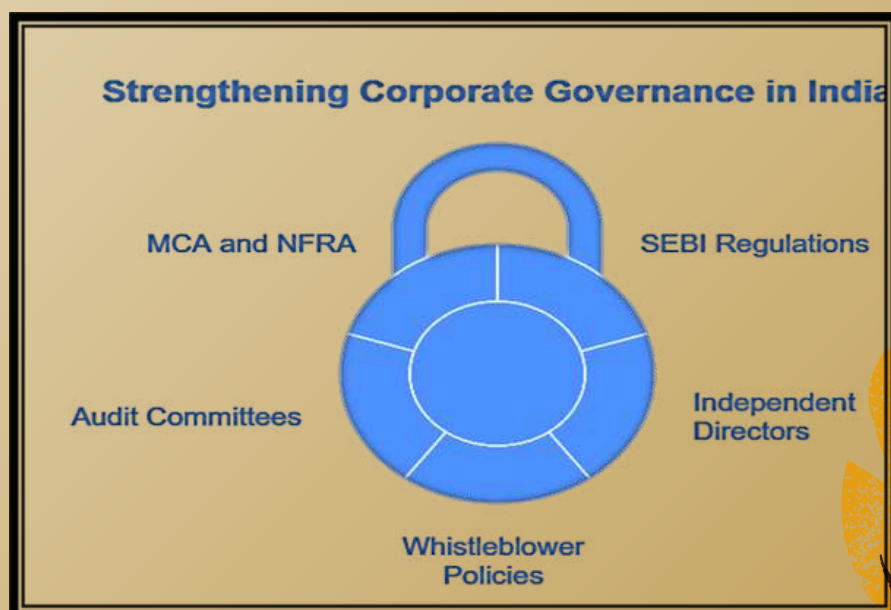 Strengthening Corporate Governance in India
MCA and NFRA
SEBI Regulations
Audit Committees
Independent
Directors
Whistleblower
Policies